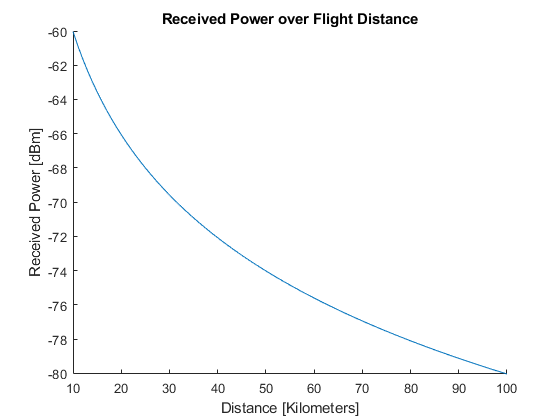 Received Power over Flight Distance
Received Power [dBm]
-60
-62
-64
-66
-68
-70
-72
-74
-76
-78
-80
10 20 30 40 50 60 70 80 90 100
Distance [Kilometers]